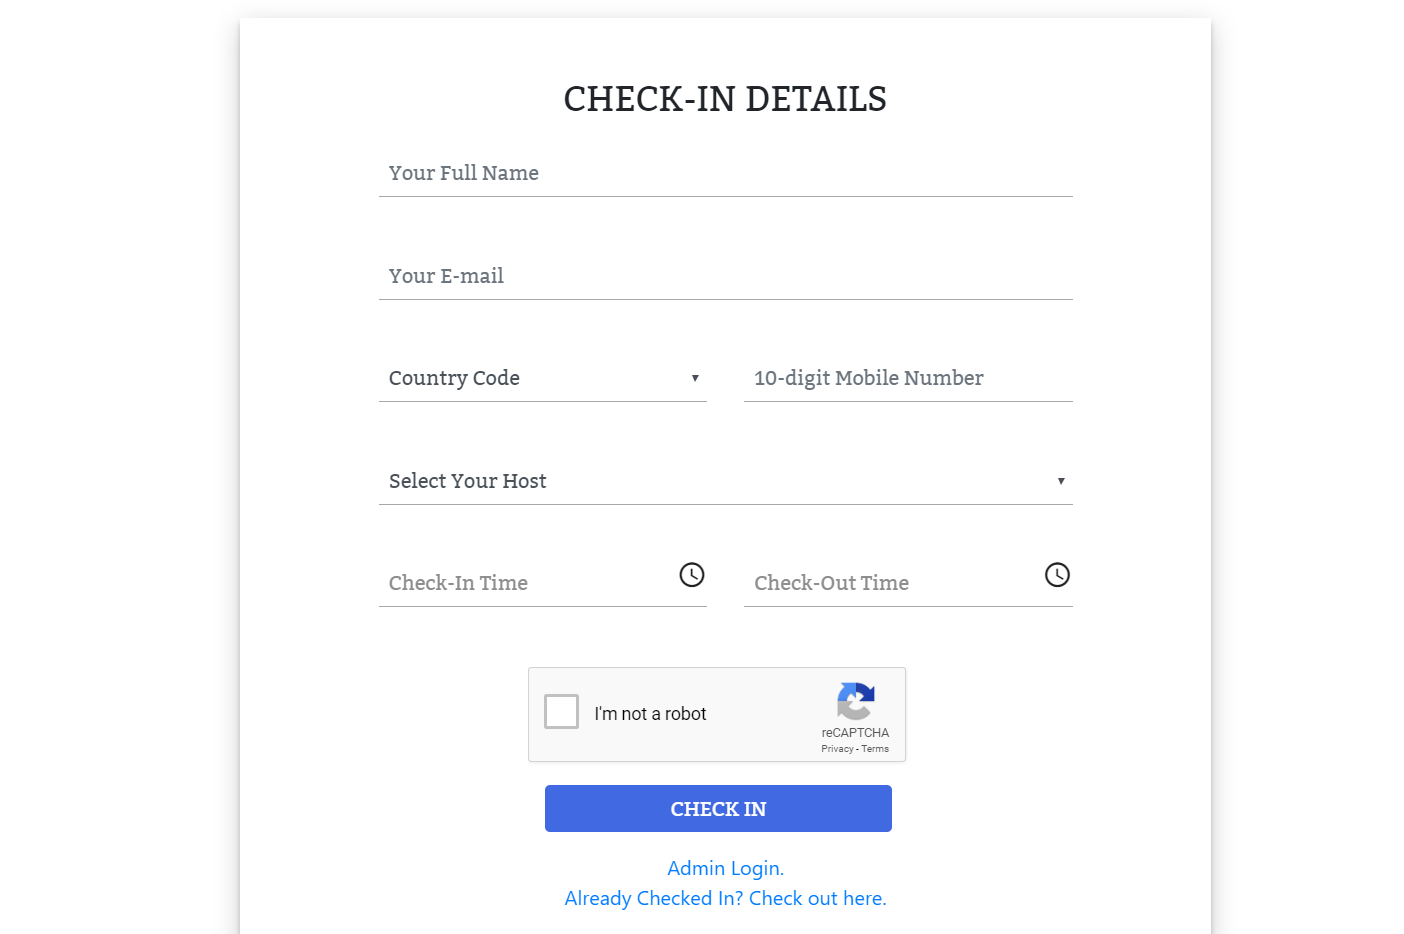 CHECK-IN DETAILS
Your Full Name
Your E-mail
Country Code
10-digit Mobile Number
Select Your Host
Check-In Time
Check-Out Time
I'm not a robot
reCAPTCHA
Privacy - Terms
CHECK IN
Admin Login.
Already Checked In? Check out here.